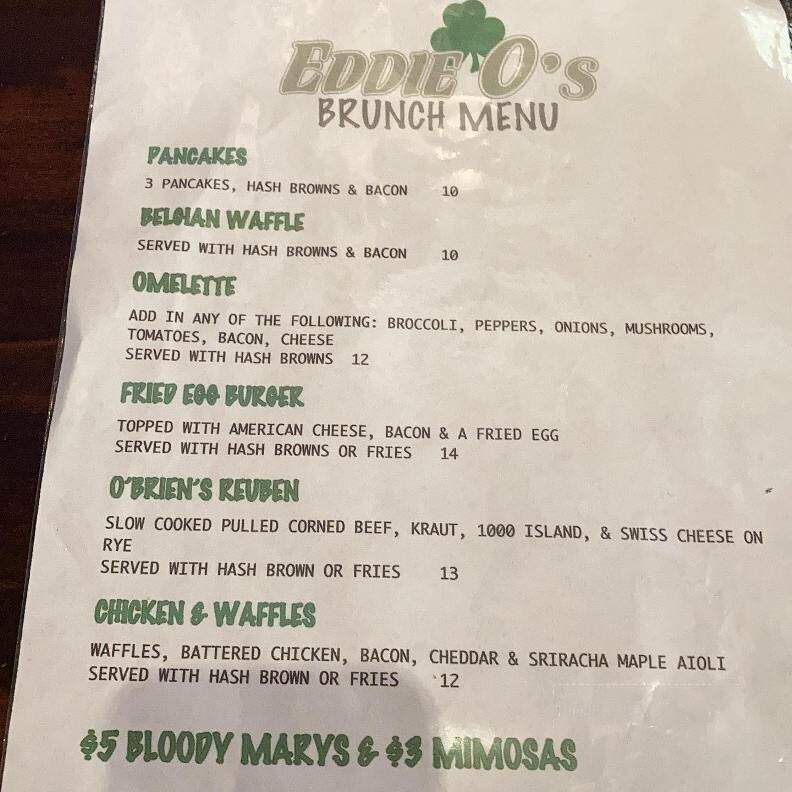 EDDIE O'S
BRUNCH MENU
PANCAKES
3 PANCAKES, HASH BROWNS & BACON 10
BELGIAN WAFFLE
SERVED WITH HASH BROWNS & BACON 10
OMELETTE
ADD IN ANY OF THE FOLLOWING: BROCCOLI, PEPPERS, ONIONS, MUSHROOMS,
TOMATOES, BACON, CHEESE
SERVED WITH HASH BROWNS 12
FRIED EGG BURGER
TOPPED WITH AMERICAN CHEESE, BACON & A FRIED EGG
SERVED WITH HASH BROWNS OR FRIES 14
O'BRIEN'S REUBEN
SLOW COOKED PULLED CORNED BEEF, KRAUT, 1000 ISLAND, & SWISS CHEESE ON
RYE
SERVED WITH HASH BROWN OR FRIES 13
CHICKEN & WAFFLES
WAFFLES, BATTERED CHICKEN, BACON, CHEDDAR & SRIRACHA MAPLE AIOLI
SERVED WITH HASH BROWN OR FRIES 12
$5 BLOODY MARYS & $3 MIMOSAS